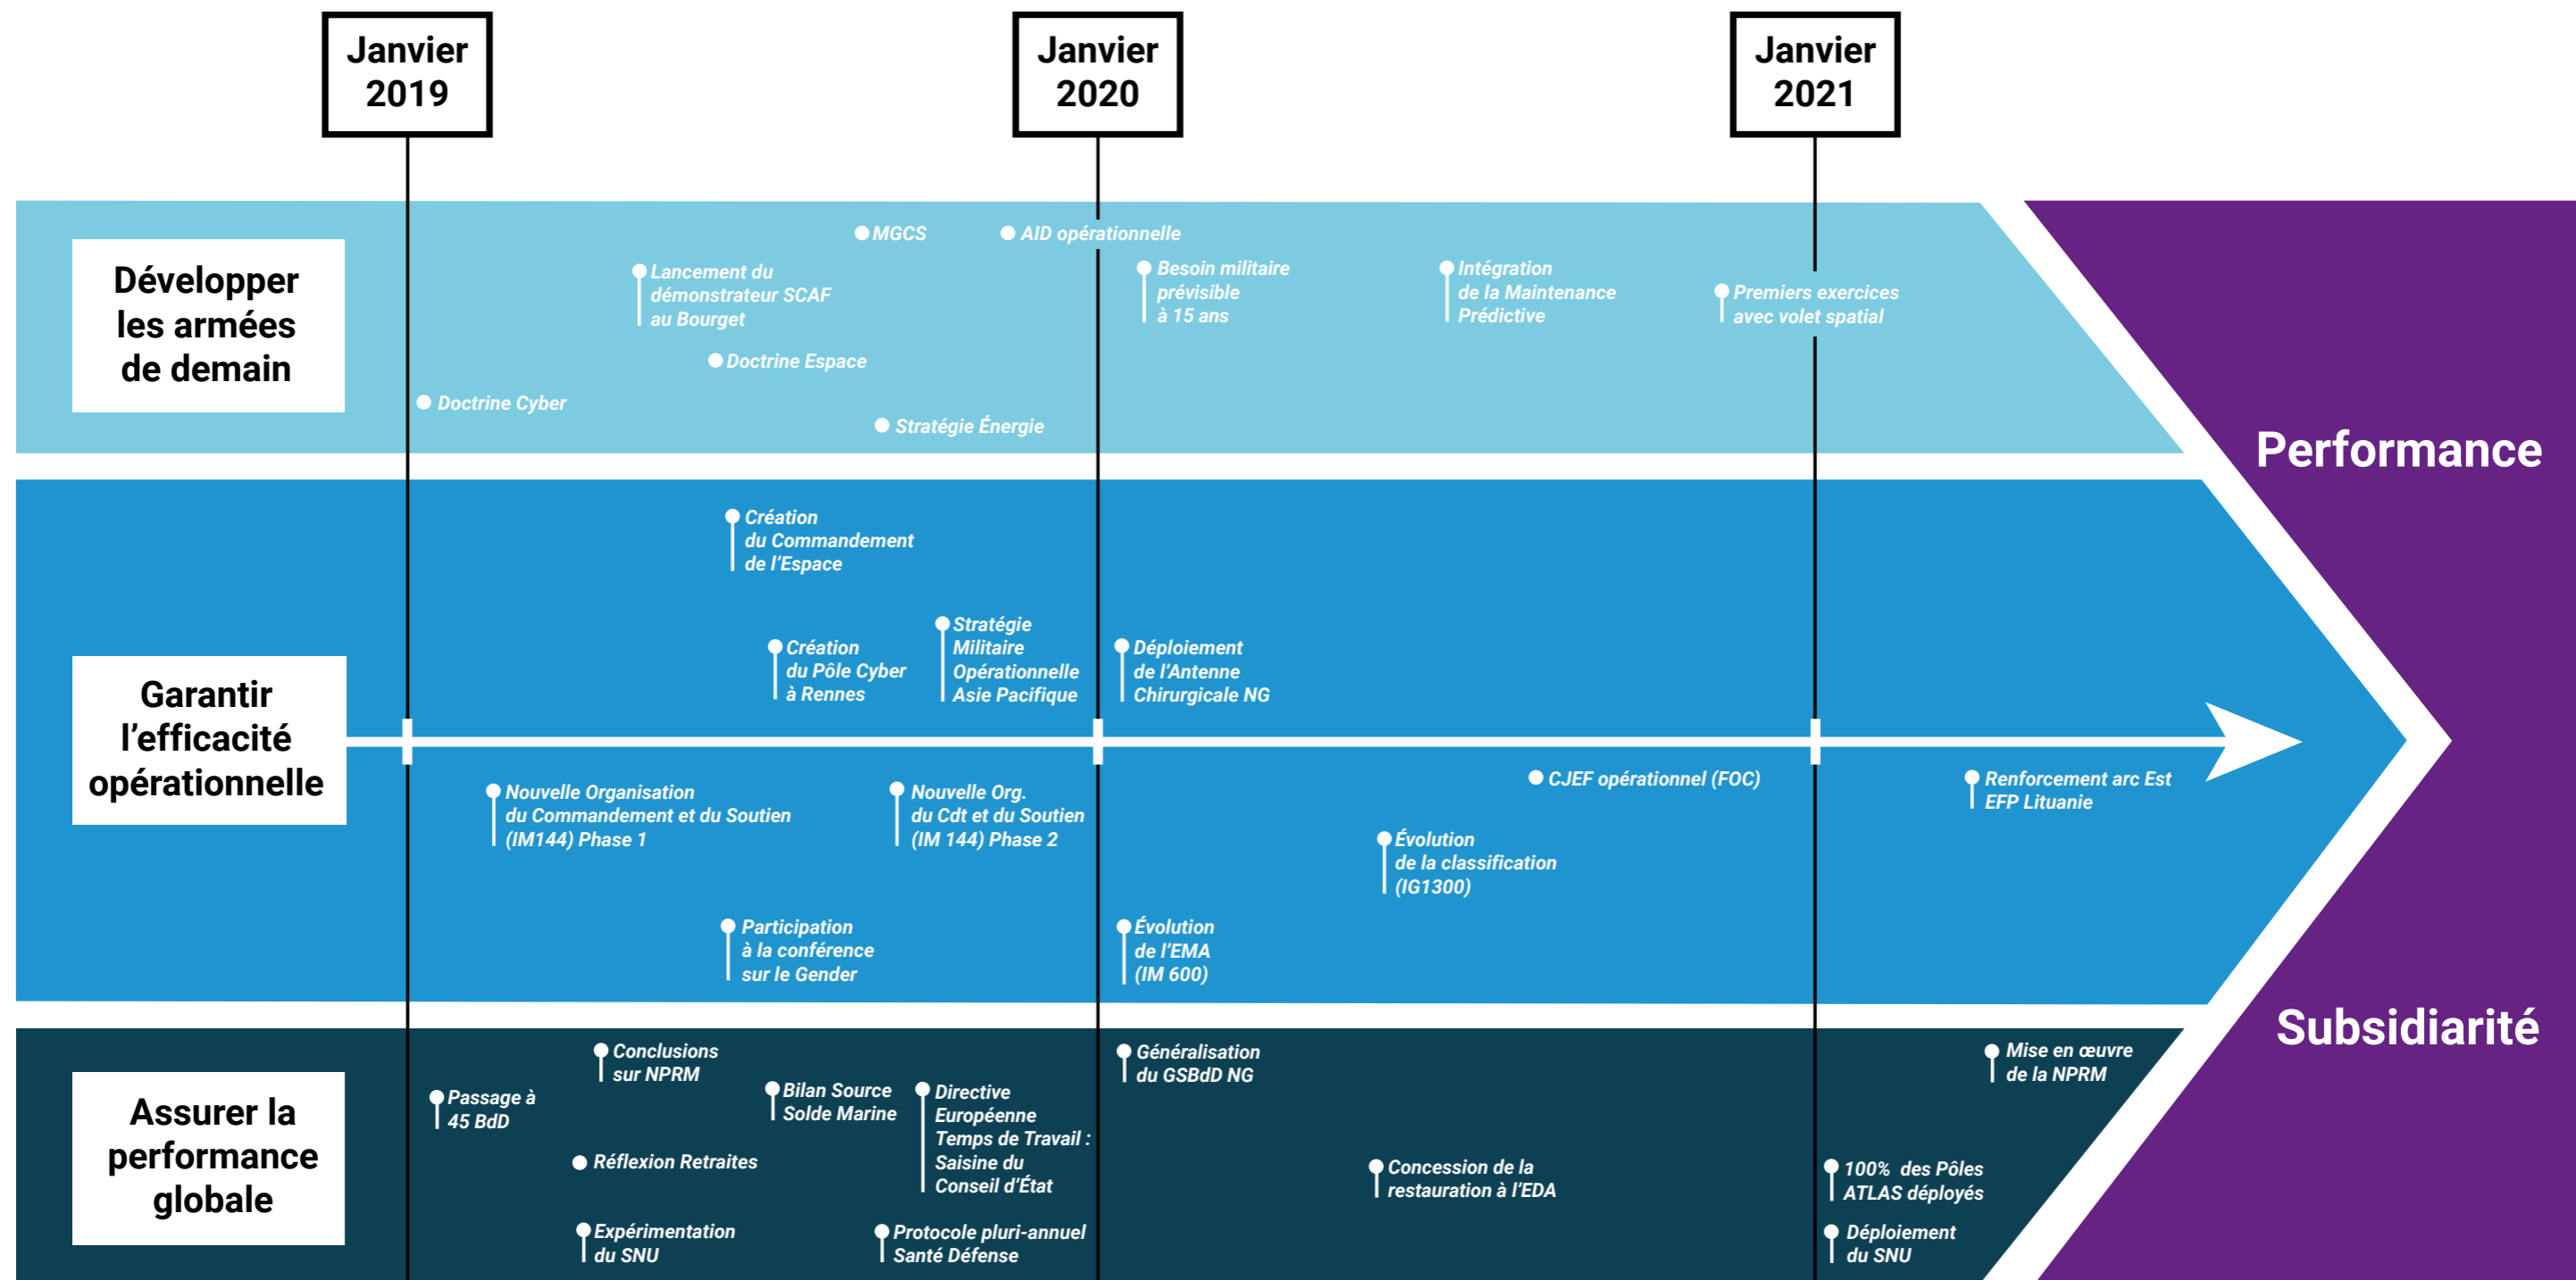 Janvier
2019
Janvier
2020
Janvier
2021
Développer
les armées
de demain
MGCS
AID opérationnelle
Lancement du
démonstrateur SCAF
au Bourget
Besoin militaire
prévisible
à 15 ans
Intégration
de la Maintenance
Prédictive
Premiers exercices
avec volet spatial
Doctrine Espace
Doctrine Cyber
Stratégie Énergie
Performance
Garantir
l’efficacité
opérationnelle
Création
du Commandement
de l’Espace
Création
du Pôle Cyber
à Rennes
Stratégie
Militaire
Opérationnelle
Asie Pacifique
Déploiement
de l’Antenne
Chirurgicale NG
Nouvelle Organisation
du Commandement et du Soutien
(IM144) Phase 1
Nouvelle Org.
du Cdt et du Soutien
(IM 144) Phase 2
CJEF opérationnel (FOC)
Renforcement arc Est
EFP Lituanie
Évolution
de la classification
(IG1300)
Participation
à la conférence
sur le Gender
Évolution
de l’EMA
(IM 600)
Subsidiarité
Assurer la
performance
globale
Passage à
45 BdD
Conclusions
sur NPRM
Bilan Source
Solde Marine
Directive
Européenne
Temps de Travail :
Saisine du
Conseil d’État
Généralisation
du GSBdD NG
Mise en œuvre
de la NPRM
Réflexion Retraites
Concession de la
restauration à l’EDA
100% des Pôles
ATLAS déployés
Expérimentation
du SNU
Protocole pluri-annuel
Santé Défense
Déploiement
du SNU